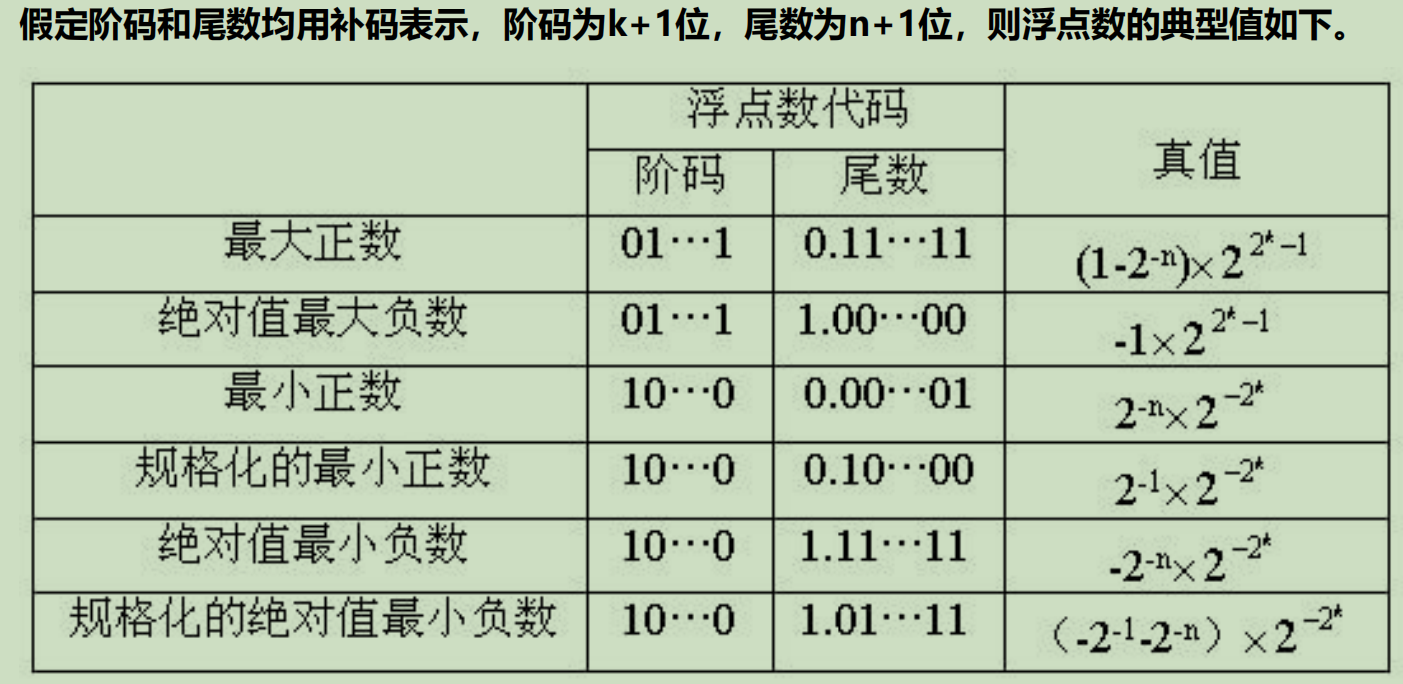 假定阶码和尾数均用补码表示，阶码为k+1位，尾数为n+1位，则浮点数的典型值如下。
浮点数代码 真值
阶码 尾数
最大正数 01…1 0.11…11 (1-2⁻ⁿ)×2^(2^k−1)
绝对值最大负数 01…1 1.00…00 -1×2^(2^k−1)
最小正数 10…0 0.00…01 2⁻ⁿ×2^(−2^k)
规格化的最小正数 10…0 0.10…00 2⁻¹×2^(−2^k)
绝对值最小负数 10…0 1.11…11 -2⁻ⁿ×2^(−2^k)
规格化的绝对值最小负数 10…0 1.01…11 （-2⁻¹-2⁻ⁿ）×2^(−2^k)